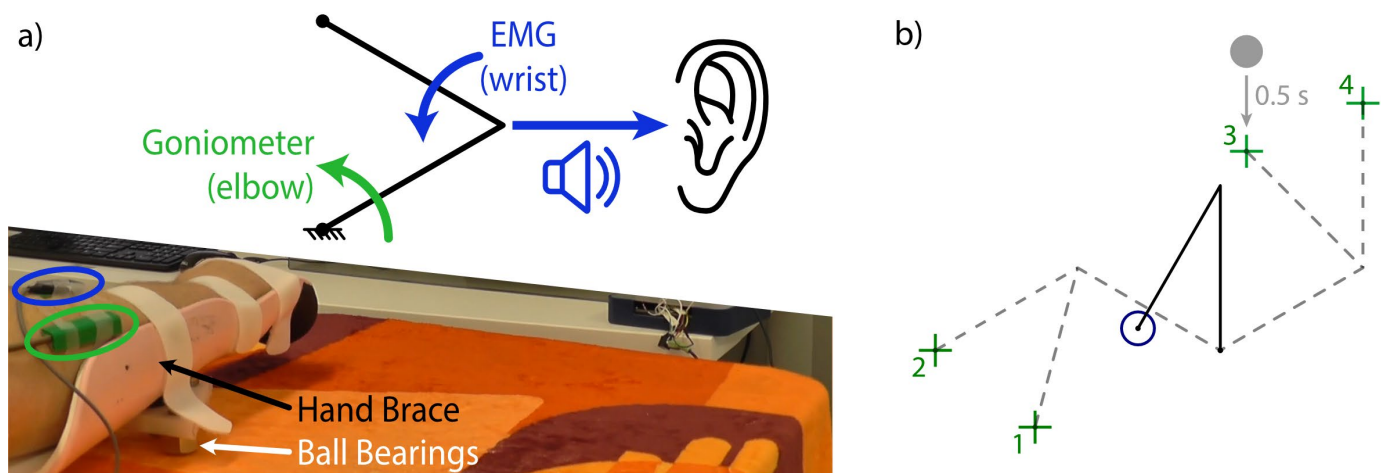 a)
EMG
(wrist)
Goniometer
(elbow)
Hand Brace
Ball Bearings
b)
0.5 s
4
3
2
1